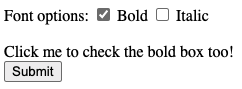 Font options: Bold Italic
Click me to check the bold box too!
Submit